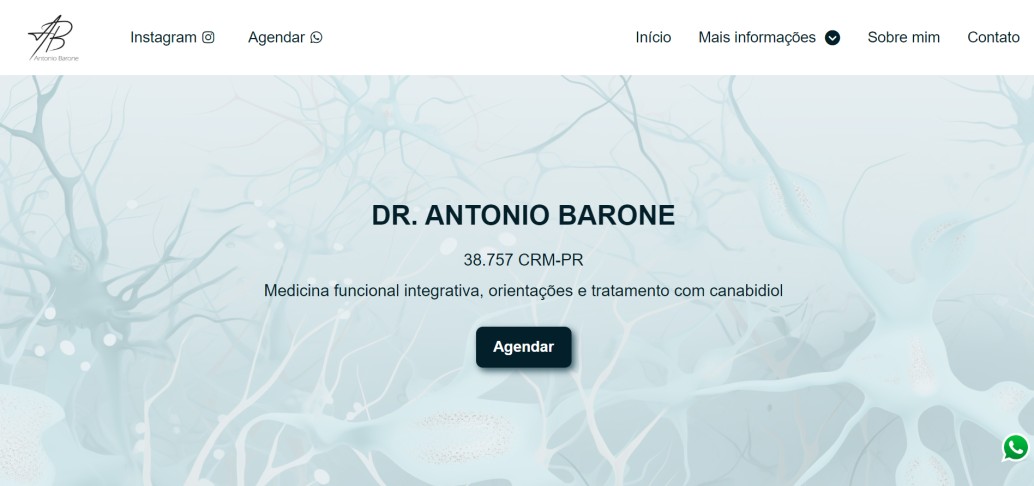 Antonio Barone
Instagram
Agendar
Início
Mais informações
Sobre mim
Contato
DR. ANTONIO BARONE
38.757 CRM-PR
Medicina funcional integrativa, orientações e tratamento com canabidiol
Agendar